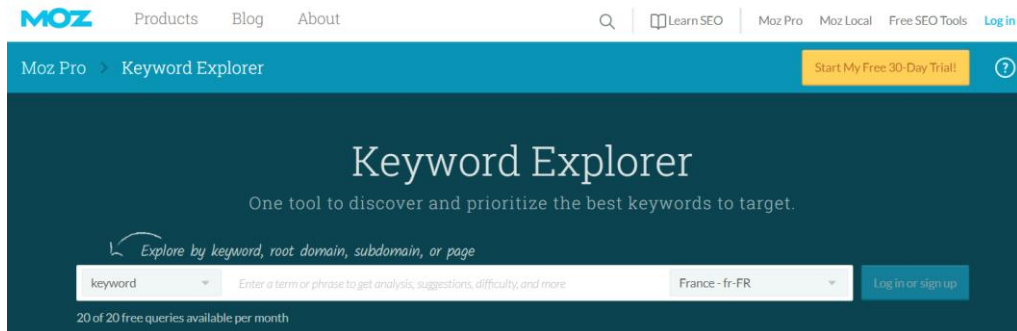 MOZ Products Blog About Learn SEO Moz Pro Moz Local Free SEO Tools Log in
Moz Pro > Keyword Explorer Start My Free 30-Day Trial! ?
Keyword Explorer
One tool to discover and prioritize the best keywords to target.
Explore by keyword, root domain, subdomain, or page
keyword Enter a term or phrase to get analysis, suggestions, difficulty, and more France - fr-FR Log in or sign up
20 of 20 free queries available per month